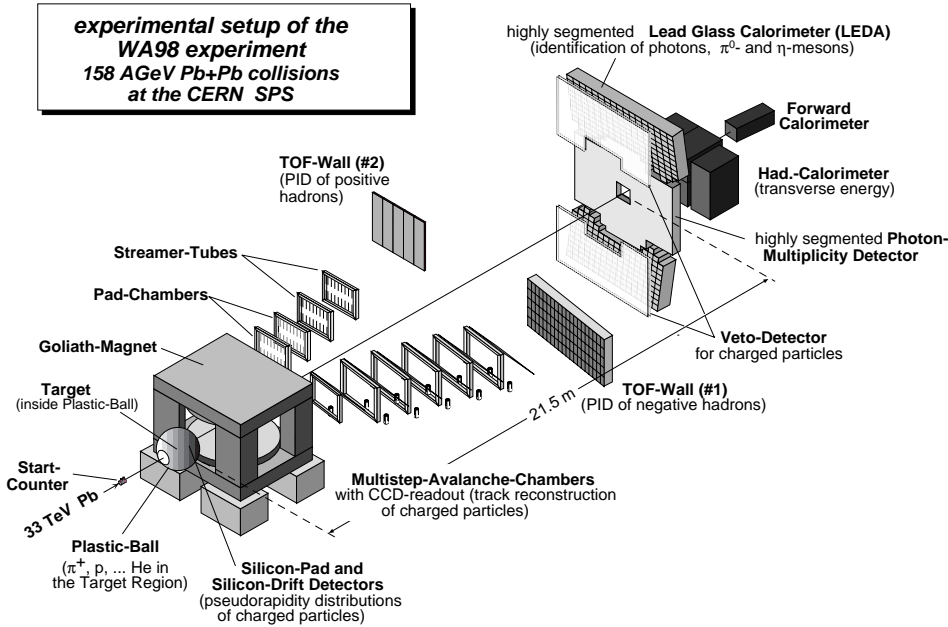 experimental setup of the
WA98 experiment
158 AGeV Pb+Pb collisions
at the CERN SPS
highly segmented Lead Glass Calorimeter (LEDA)
(identification of photons, π⁰- and η-mesons)
Forward
Calorimeter
TOF-Wall (#2)
(PID of positive
hadrons)
Had.-Calorimeter
(transverse energy)
Streamer-Tubes
highly segmented Photon-
Multiplicity Detector
Pad-Chambers
Goliath-Magnet
Veto-Detector
for charged particles
Target
(inside Plastic-Ball)
TOF-Wall (#1)
(PID of negative hadrons)
21.5 m
Start-
Counter
Multistep-Avalanche-Chambers
with CCD-readout (track reconstruction
of charged particles)
33 TeV Pb
Plastic-Ball
(π⁺, p, ... He in
the Target Region)
Silicon-Pad and
Silicon-Drift Detectors
(pseudorapidity distributions
of charged particles)